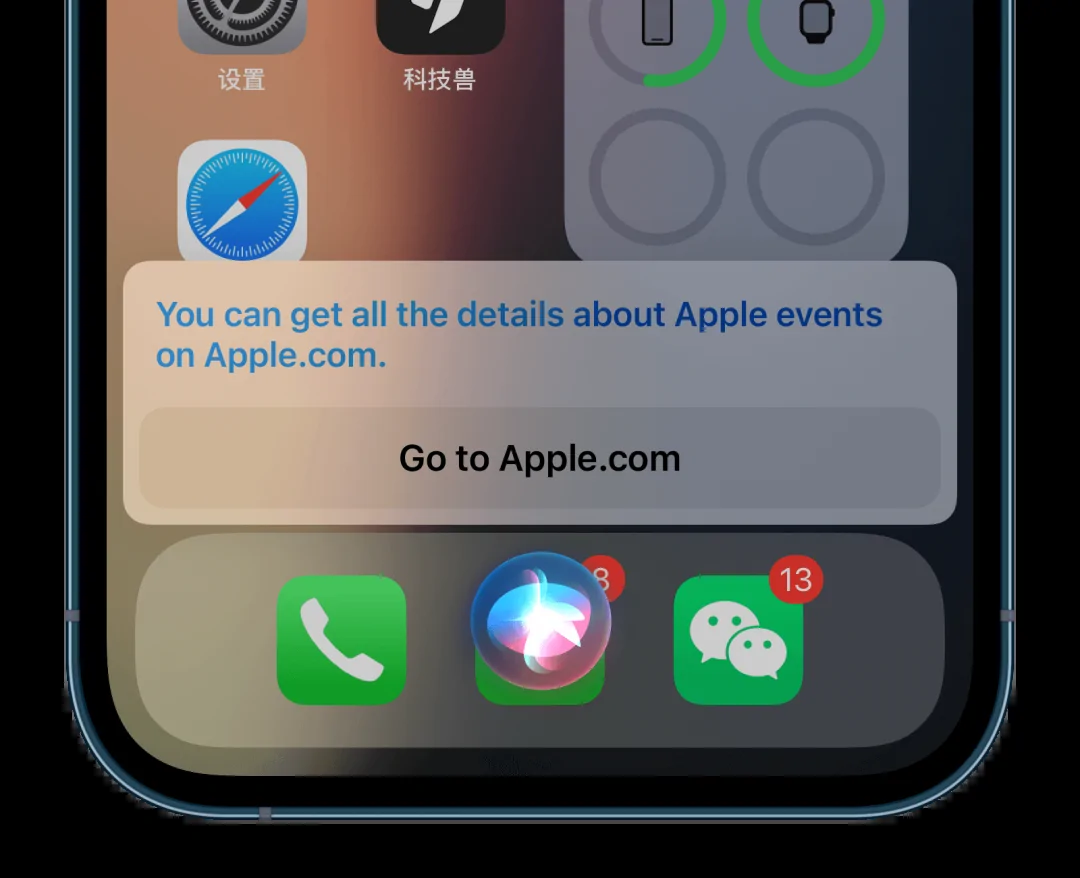 设置
科技兽
You can get all the details about Apple events
on Apple.com.
Go to Apple.com
8
13